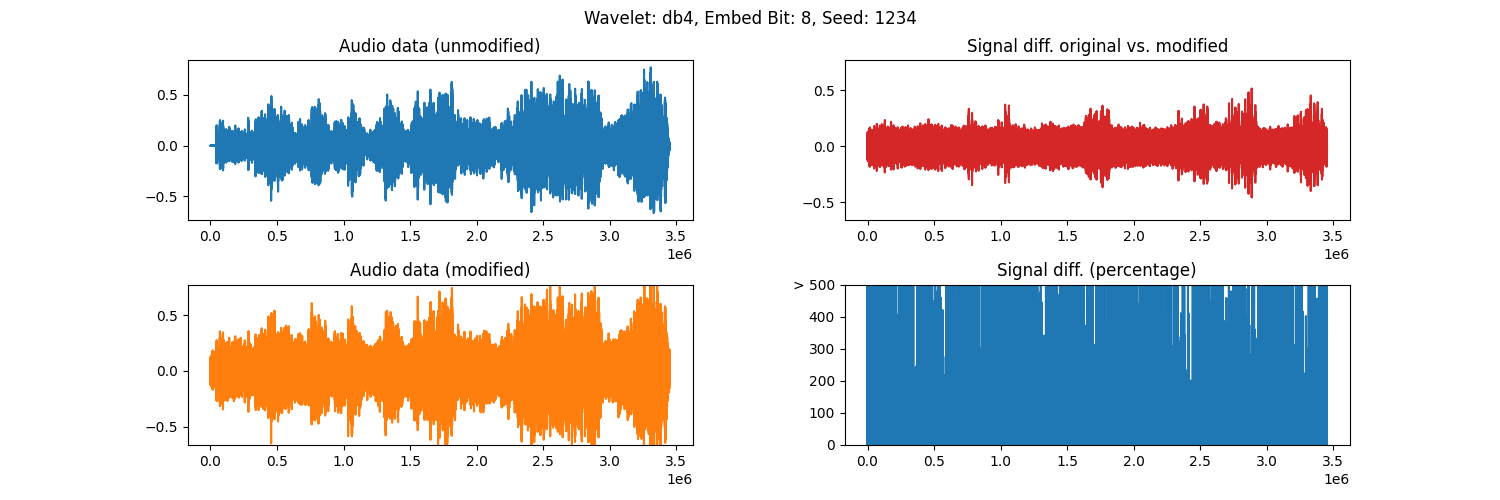 Wavelet: db4, Embed Bit: 8, Seed: 1234
Audio data (unmodified)
0.5
0.0
−0.5
0.0 0.5 1.0 1.5 2.0 2.5 3.0 3.5
1e6
Signal diff. original vs. modified
0.5
0.0
−0.5
0.0 0.5 1.0 1.5 2.0 2.5 3.0 3.5
1e6
Audio data (modified)
0.5
0.0
−0.5
0.0 0.5 1.0 1.5 2.0 2.5 3.0 3.5
1e6
Signal diff. (percentage)
> 500
400
300
200
100
0
0.0 0.5 1.0 1.5 2.0 2.5 3.0 3.5
1e6